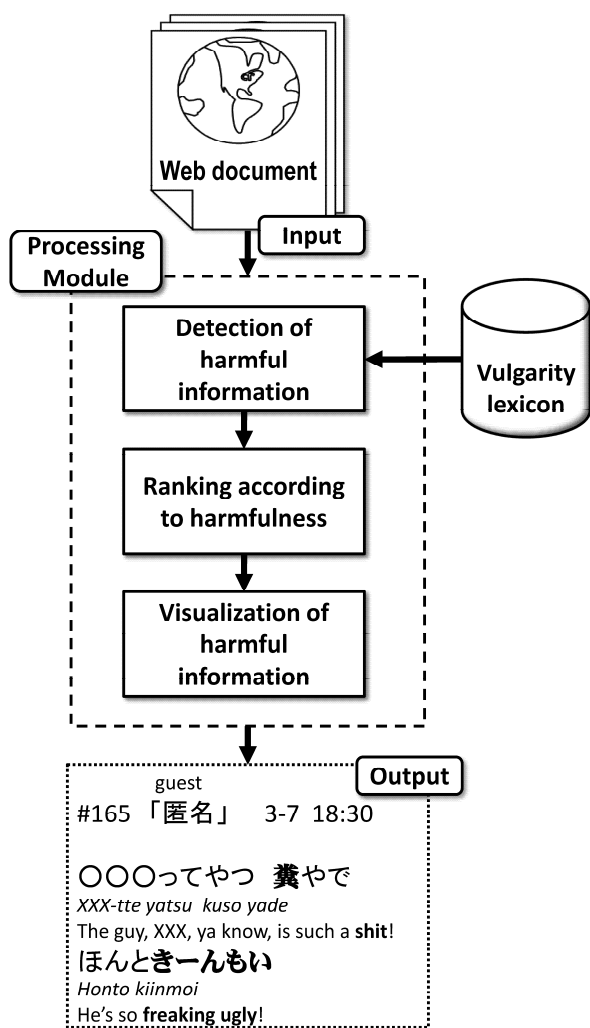 Web document
Input
Processing
Module
Detection of
harmful
information
Vulgarity
lexicon
Ranking according
to harmfulness
Visualization of
harmful
information
Output
guest
#165 「匿名」 3-7 18:30
〇〇〇ってやつ 糞やで
XXX-tte yatsu kuso yade
The guy, XXX, ya know, is such a shit!
ほんときーんもい
Honto kiinmoi
He's so freaking ugly!